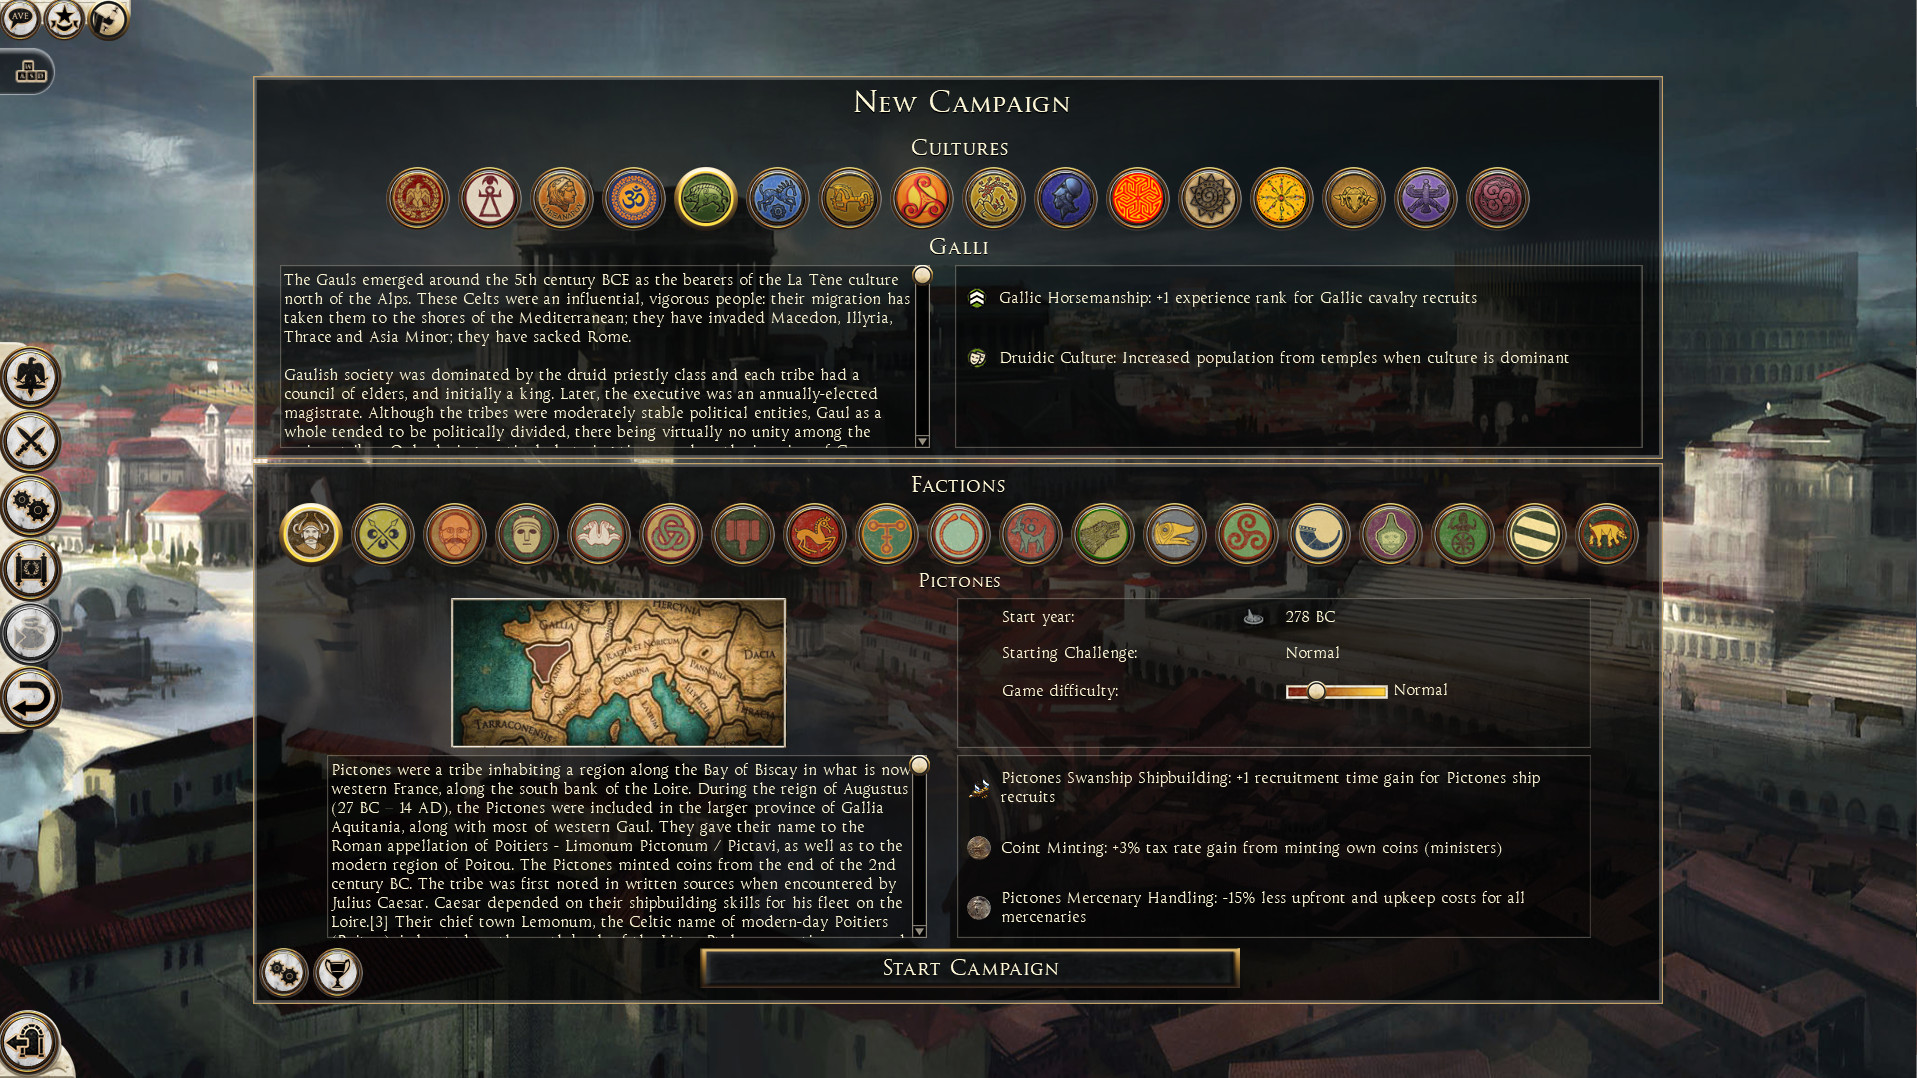 AVE
W
A S D
New Campaign
Cultures
Galli
The Gauls emerged around the 5th century BCE as the bearers of the La Tène culture
north of the Alps. These Celts were an influential, vigorous people: their migration has
taken them to the shores of the Mediterranean; they have invaded Macedon, Illyria,
Thrace and Asia Minor; they have sacked Rome.
Gaulish society was dominated by the druid priestly class and each tribe had a
council of elders, and initially a king. Later, the executive was an annually-elected
magistrate. Although the tribes were moderately stable political entities, Gaul as a
whole tended to be politically divided, there being virtually no unity among the
Gallic Horsemanship: +1 experience rank for Gallic cavalry recruits
Druidic Culture: Increased population from temples when culture is dominant
Factions
Pictones
HERCYNIA
GALLIA
RAETIA ET NORICUM
DACIA
PANNONIA
CISALPINA
ILLYRICUM
LATIUM
THRACIA
TARRACONENSIS
Start year: 278 BC
Starting Challenge: Normal
Game difficulty: Normal
Pictones were a tribe inhabiting a region along the Bay of Biscay in what is now
western France, along the south bank of the Loire. During the reign of Augustus
(27 BC – 14 AD), the Pictones were included in the larger province of Gallia
Aquitania, along with most of western Gaul. They gave their name to the
Roman appellation of Poitiers - Limonum Pictonum / Pictavi, as well as to the
modern region of Poitou. The Pictones minted coins from the end of the 2nd
century BC. The tribe was first noted in written sources when encountered by
Julius Caesar. Caesar depended on their shipbuilding skills for his fleet on the
Loire.[3] Their chief town Lemonum, the Celtic name of modern-day Poitiers
Pictones Swanship Shipbuilding: +1 recruitment time gain for Pictones ship
recruits
Coint Minting: +3% tax rate gain from minting own coins (ministers)
Pictones Mercenary Handling: -15% less upfront and upkeep costs for all
mercenaries
Start Campaign